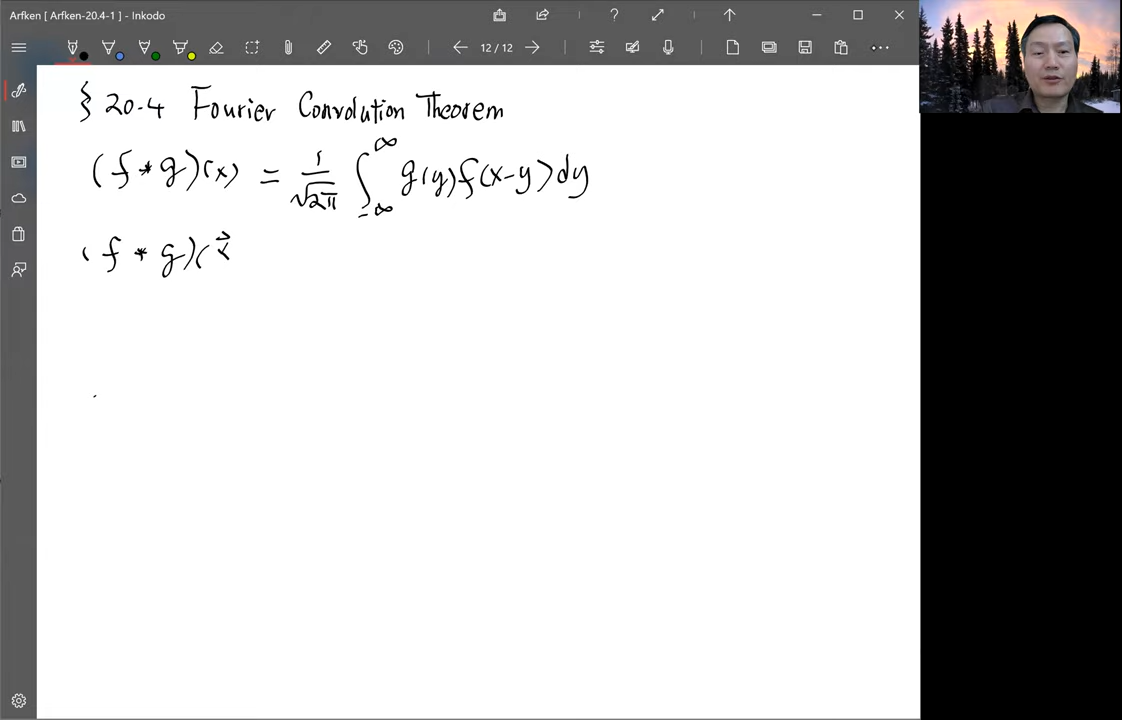 Arfken [ Arfken-20.4-1 ] - Inkodo
12 / 12
§ 20.4 Fourier Convolution Theorem
(f * g)(x) = 1/√2π ∫_{-∞}^{∞} g(y) f(x-y) dy
(f * g)(x⃗